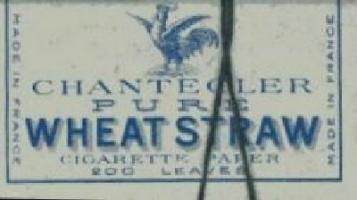 CHANTECLER
PURE
WHEAT STRAW
CIGARETTE PAPER
200 LEAVES
MADE IN FRANCE
MADE IN FRANCE